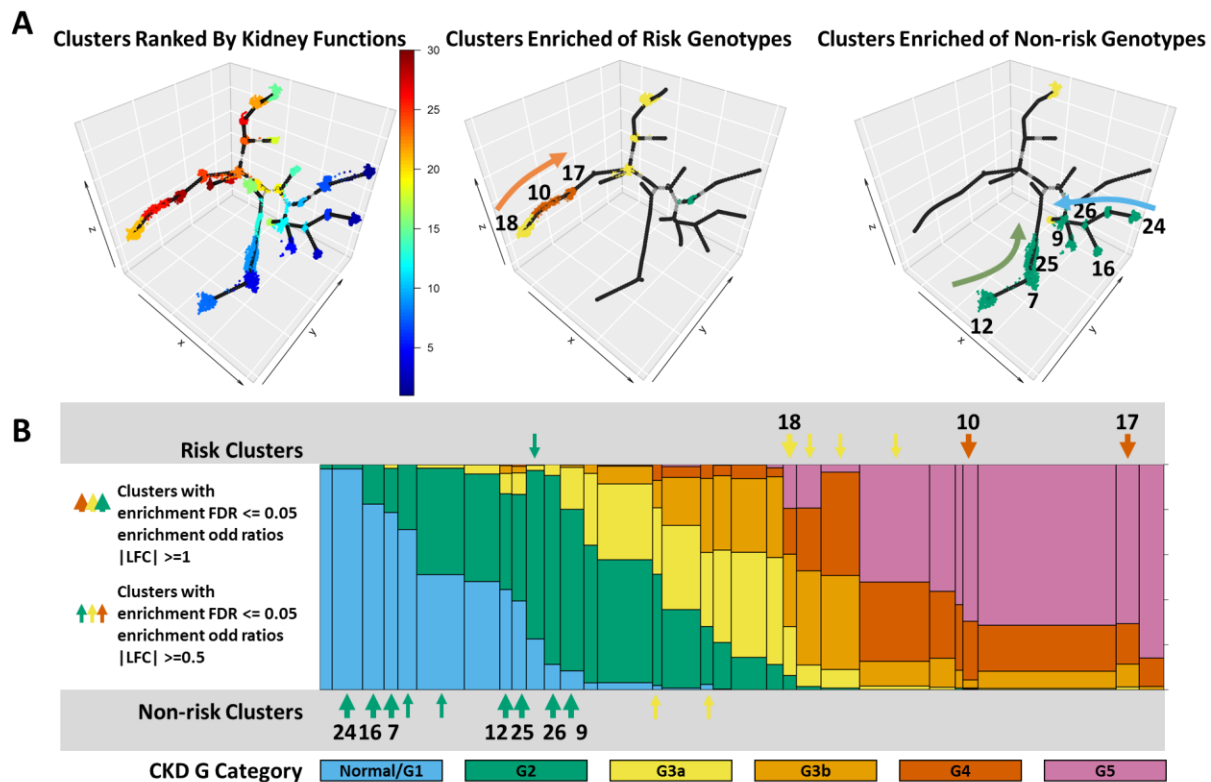 A
Clusters Ranked By Kidney Functions
Clusters Enriched of Risk Genotypes
Clusters Enriched of Non-risk Genotypes
30
25
20
15
10
5
x
y
z
18
10
17
x
y
z
12
7
25
9
26
16
24
x
y
z
B
Risk Clusters
18
10
17
Clusters with
enrichment FDR <= 0.05
enrichment odd ratios
|LFC| >=1
Clusters with
enrichment FDR <= 0.05
enrichment odd ratios
|LFC| >=0.5
Non-risk Clusters
24 16 7 12 25 26 9
CKD G Category
Normal/G1
G2
G3a
G3b
G4
G5